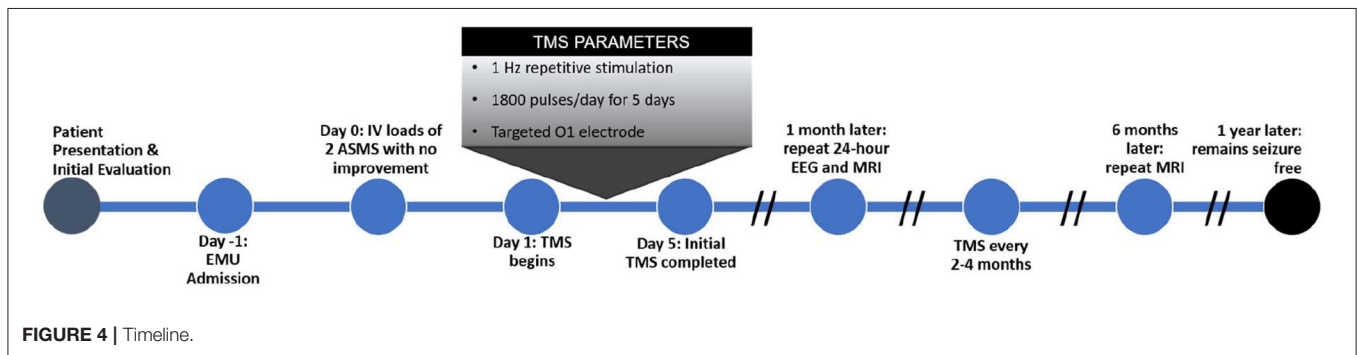 TMS PARAMETERS
• 1 Hz repetitive stimulation
• 1800 pulses/day for 5 days
• Targeted O1 electrode
Patient
Presentation &
Initial Evaluation
Day -1:
EMU
Admission
Day 0: IV loads of
2 ASMS with no
improvement
Day 1: TMS
begins
Day 5: Initial
TMS completed
1 month later:
repeat 24-hour
EEG and MRI
TMS every
2-4 months
6 months
later:
repeat MRI
1 year later:
remains seizure
free
FIGURE 4 | Timeline.